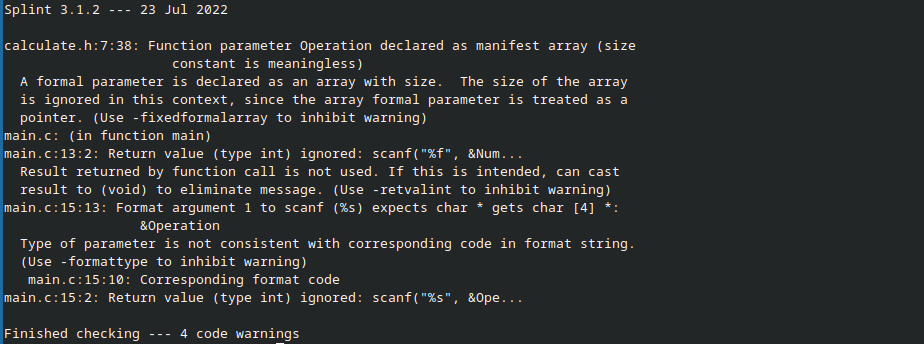 Splint 3.1.2 --- 23 Jul 2022
calculate.h:7:38: Function parameter Operation declared as manifest array (size
constant is meaningless)
A formal parameter is declared as an array with size.  The size of the array
is ignored in this context, since the array formal parameter is treated as a
pointer. (Use -fixedformalarray to inhibit warning)
main.c: (in function main)
main.c:13:2: Return value (type int) ignored: scanf("%f", &Num...
Result returned by function call is not used. If this is intended, can cast
result to (void) to eliminate message. (Use -retvalint to inhibit warning)
main.c:15:13: Format argument 1 to scanf (%s) expects char * gets char [4] *:
&Operation
Type of parameter is not consistent with corresponding code in format string.
(Use -formattype to inhibit warning)
main.c:15:10: Corresponding format code
main.c:15:2: Return value (type int) ignored: scanf("%s", &Ope...
Finished checking --- 4 code warnings